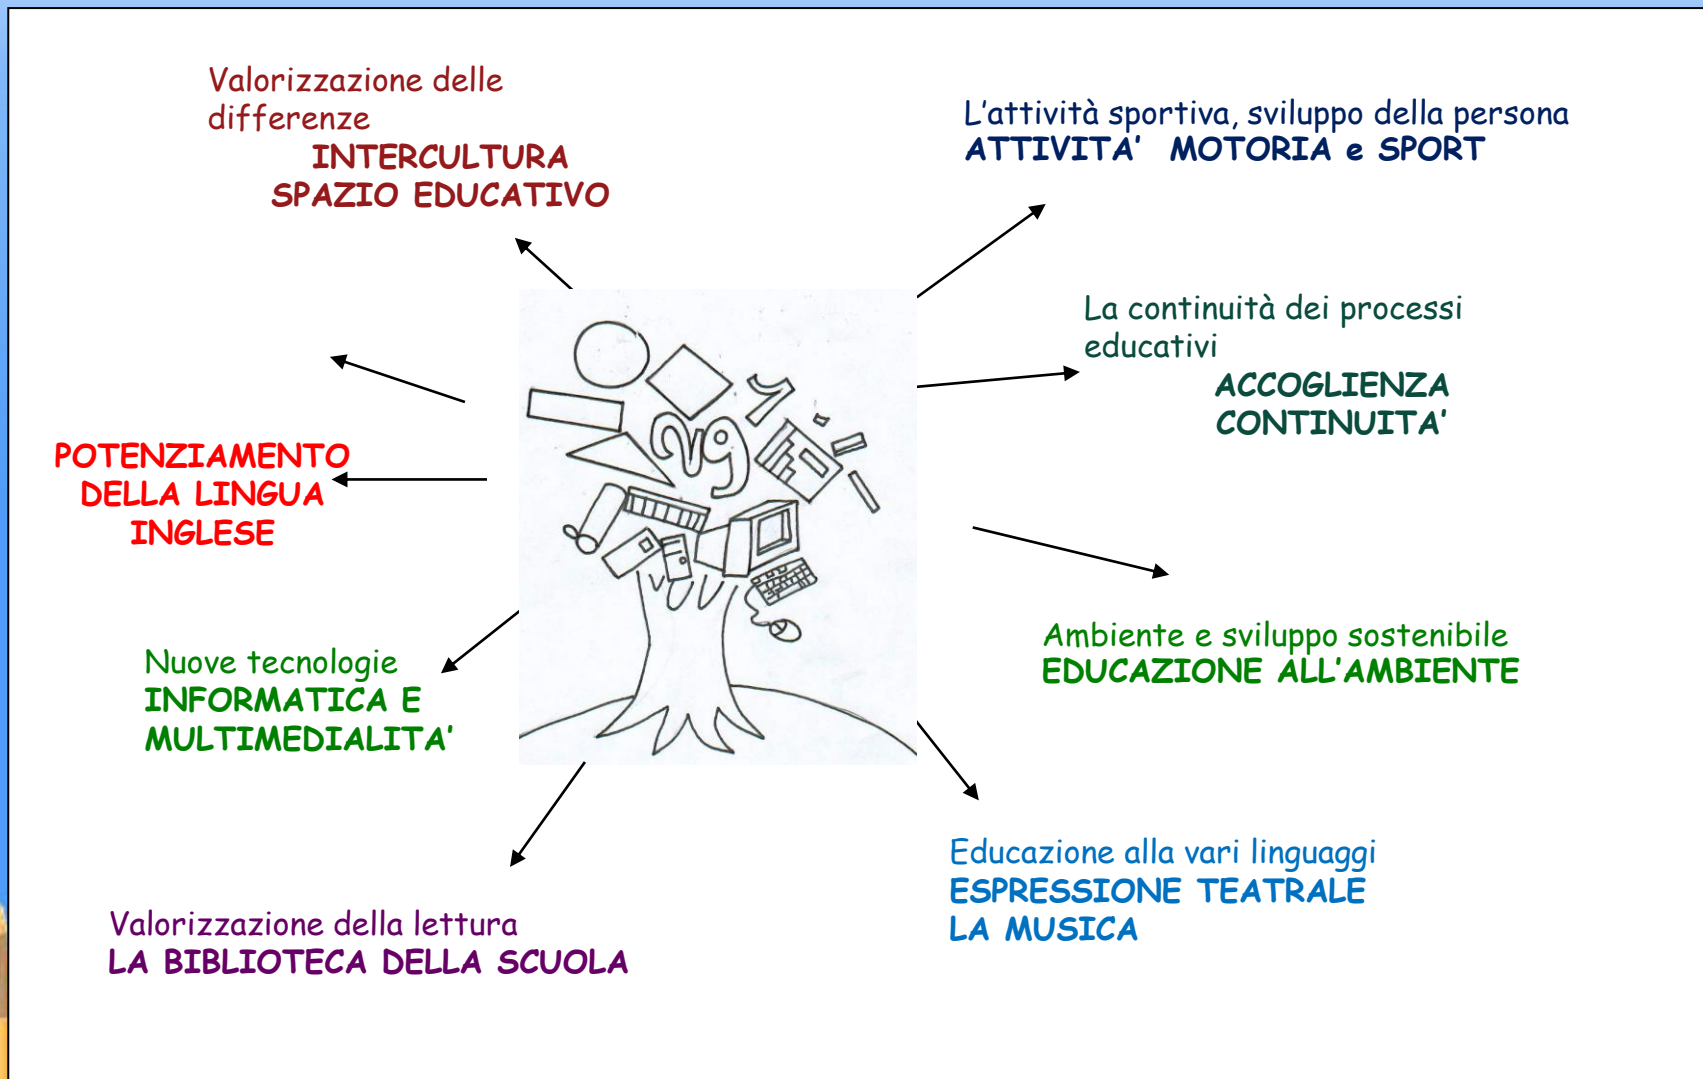 Valorizzazione delle
differenze
INTERCULTURA
SPAZIO EDUCATIVO
L'attività sportiva, sviluppo della persona
ATTIVITA' MOTORIA e SPORT
La continuità dei processi
educativi
ACCOGLIENZA
CONTINUITA'
POTENZIAMENTO
DELLA LINGUA
INGLESE
vg
Nuove tecnologie
INFORMATICA E
MULTIMEDIALITA'
Ambiente e sviluppo sostenibile
EDUCAZIONE ALL'AMBIENTE
Educazione alla vari linguaggi
ESPRESSIONE TEATRALE
LA MUSICA
Valorizzazione della lettura
LA BIBLIOTECA DELLA SCUOLA